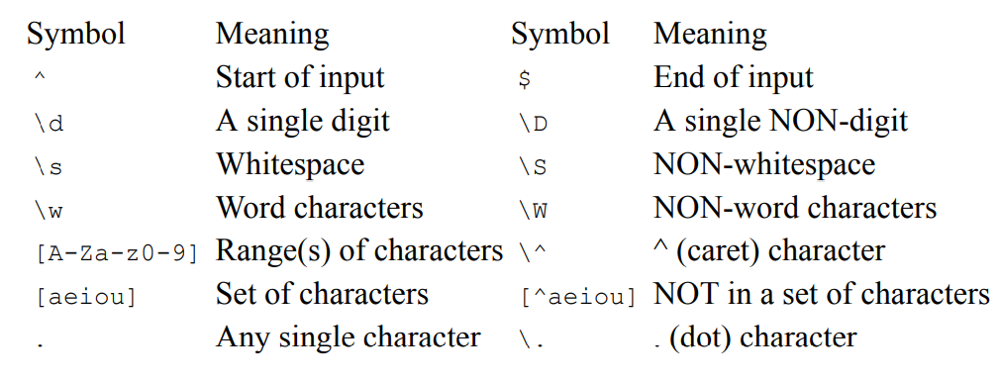 Symbol Meaning Symbol Meaning
^ Start of input $ End of input
\d A single digit \D A single NON-digit
\s Whitespace \S NON-whitespace
\w Word characters \W NON-word characters
[A-Za-z0-9] Range(s) of characters \^ ^ (caret) character
[aeiou] Set of characters [^aeiou] NOT in a set of characters
. Any single character \. . (dot) character